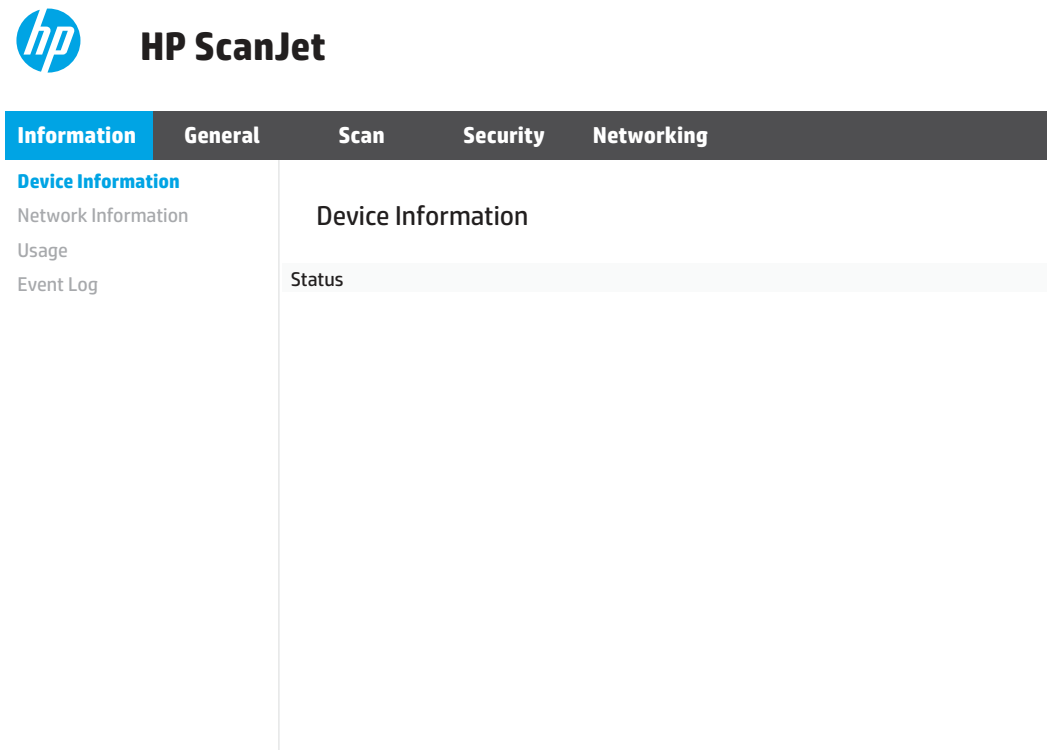 hp
HP ScanJet
Information General Scan Security Networking
Device Information
Network Information
Usage
Event Log
Device Information
Status